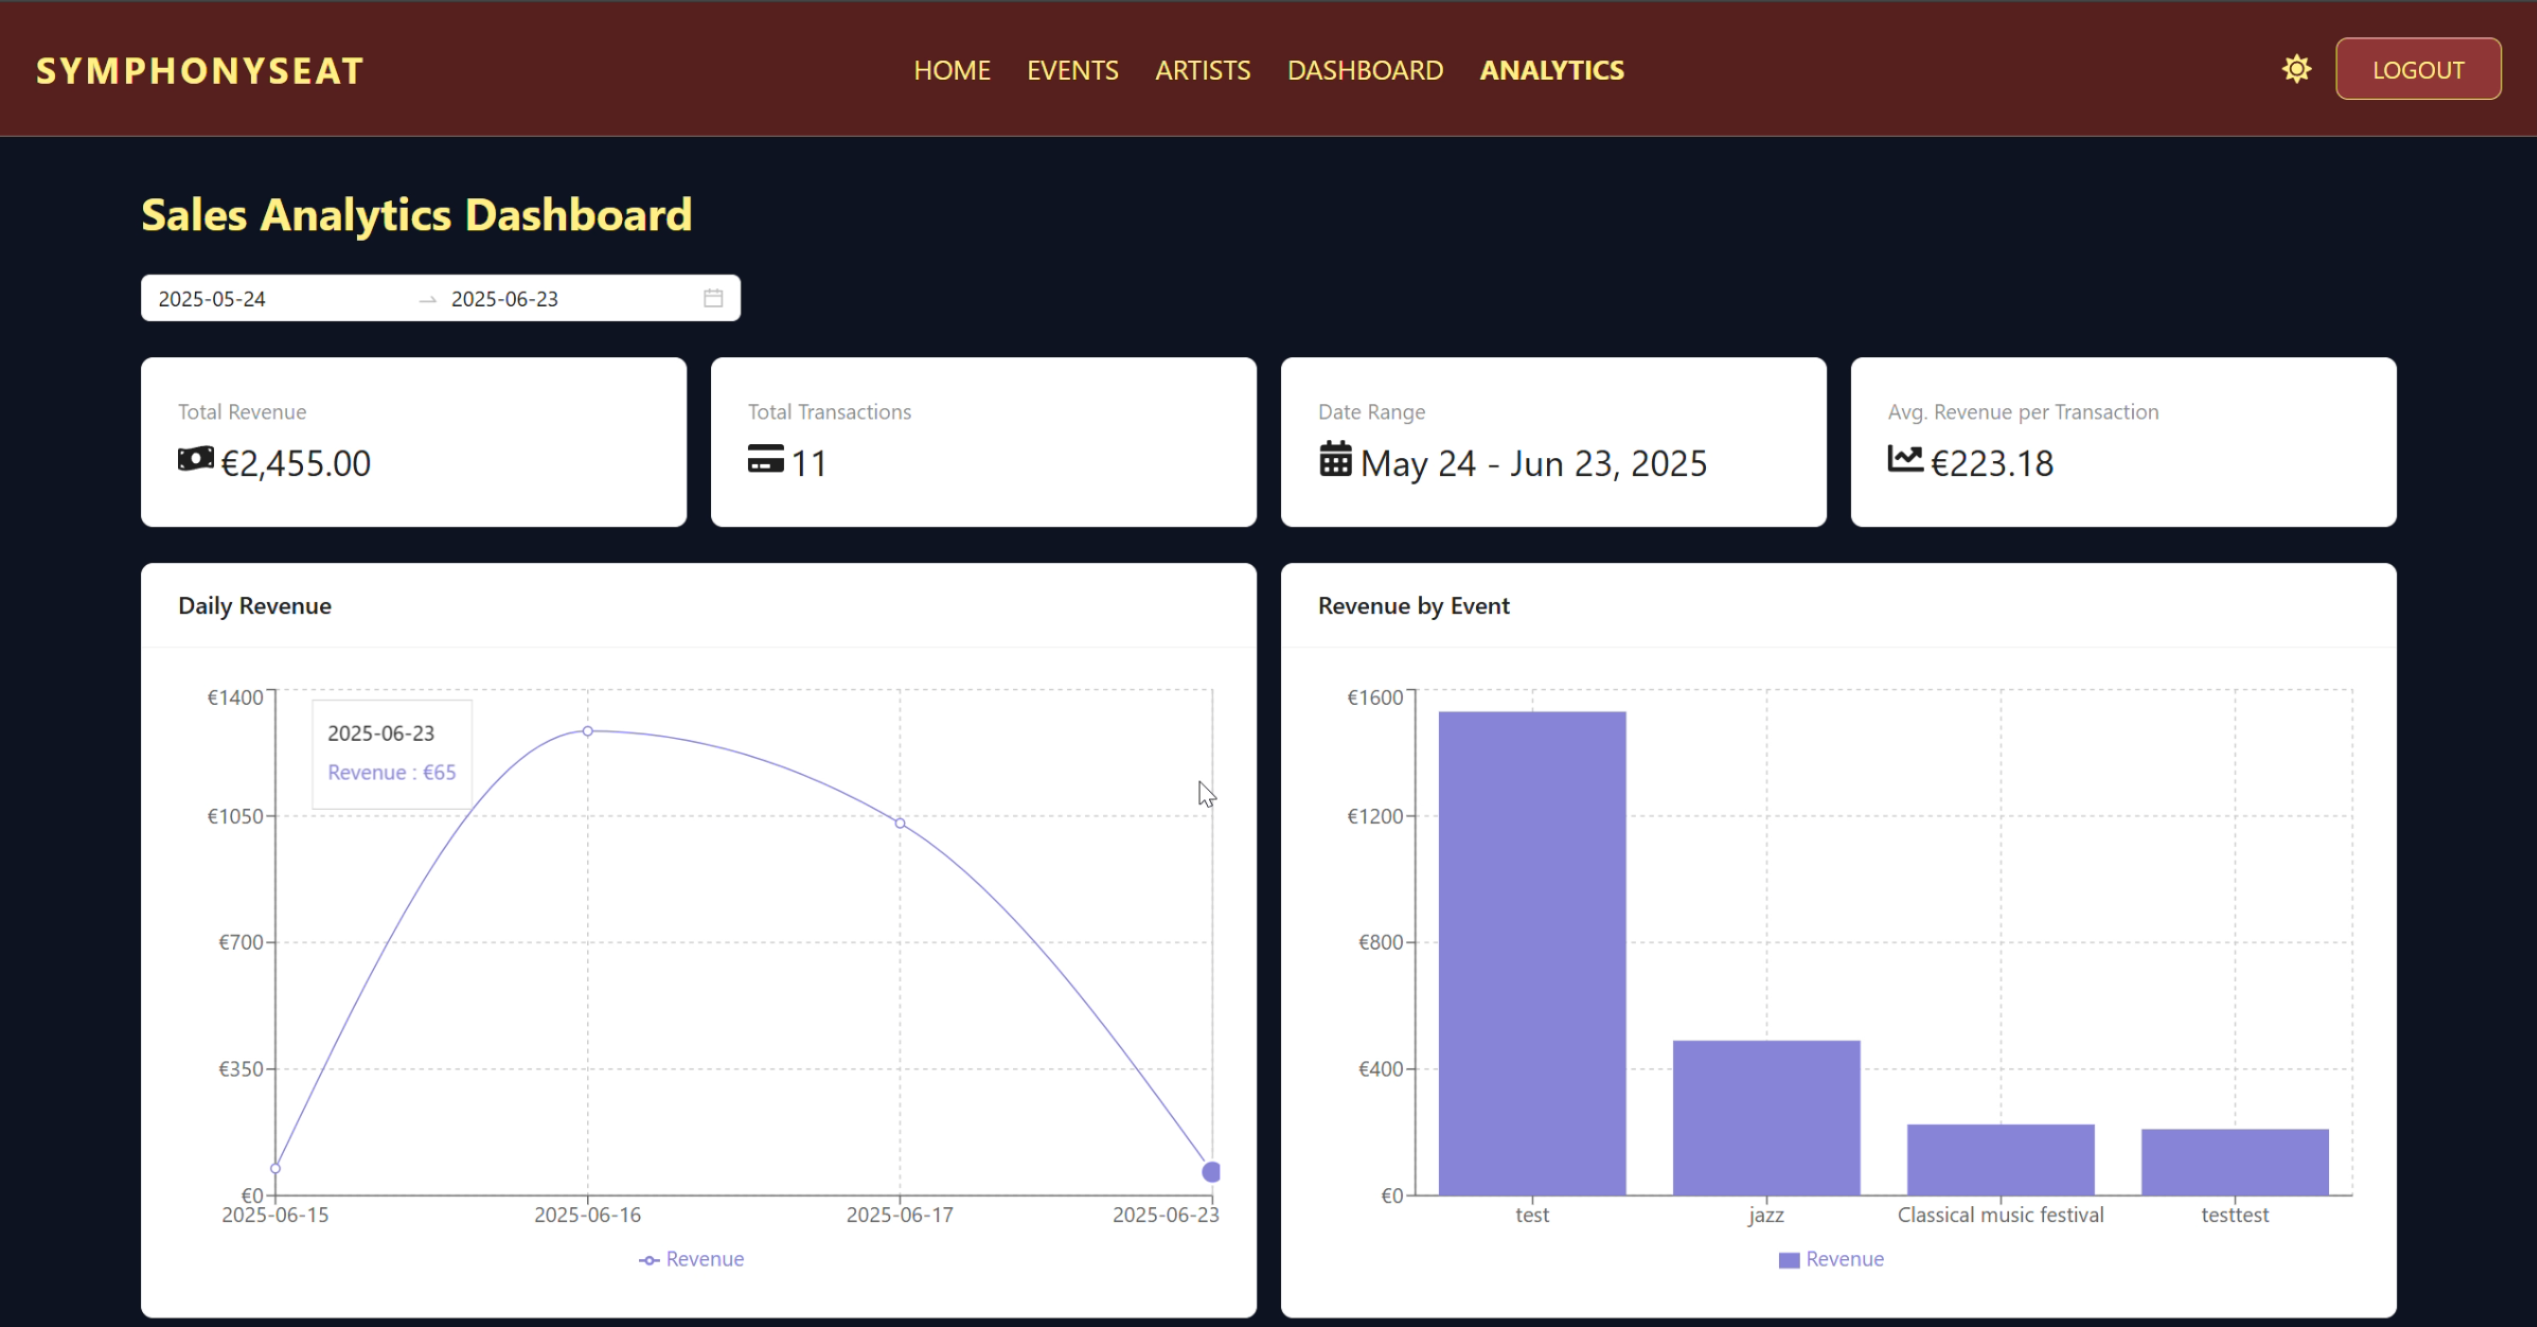 SYMPHONYSEAT
HOME EVENTS ARTISTS DASHBOARD ANALYTICS
LOGOUT
Sales Analytics Dashboard
2025-05-24 → 2025-06-23
Total Revenue
€2,455.00
Total Transactions
11
Date Range
May 24 - Jun 23, 2025
Avg. Revenue per Transaction
€223.18
Daily Revenue
€1400
€1050
€700
€350
€0
2025-06-23
Revenue : €65
2025-06-15 2025-06-16 2025-06-17 2025-06-23
Revenue
Revenue by Event
€1600
€1200
€800
€400
€0
test jazz Classical music festival testtest
Revenue